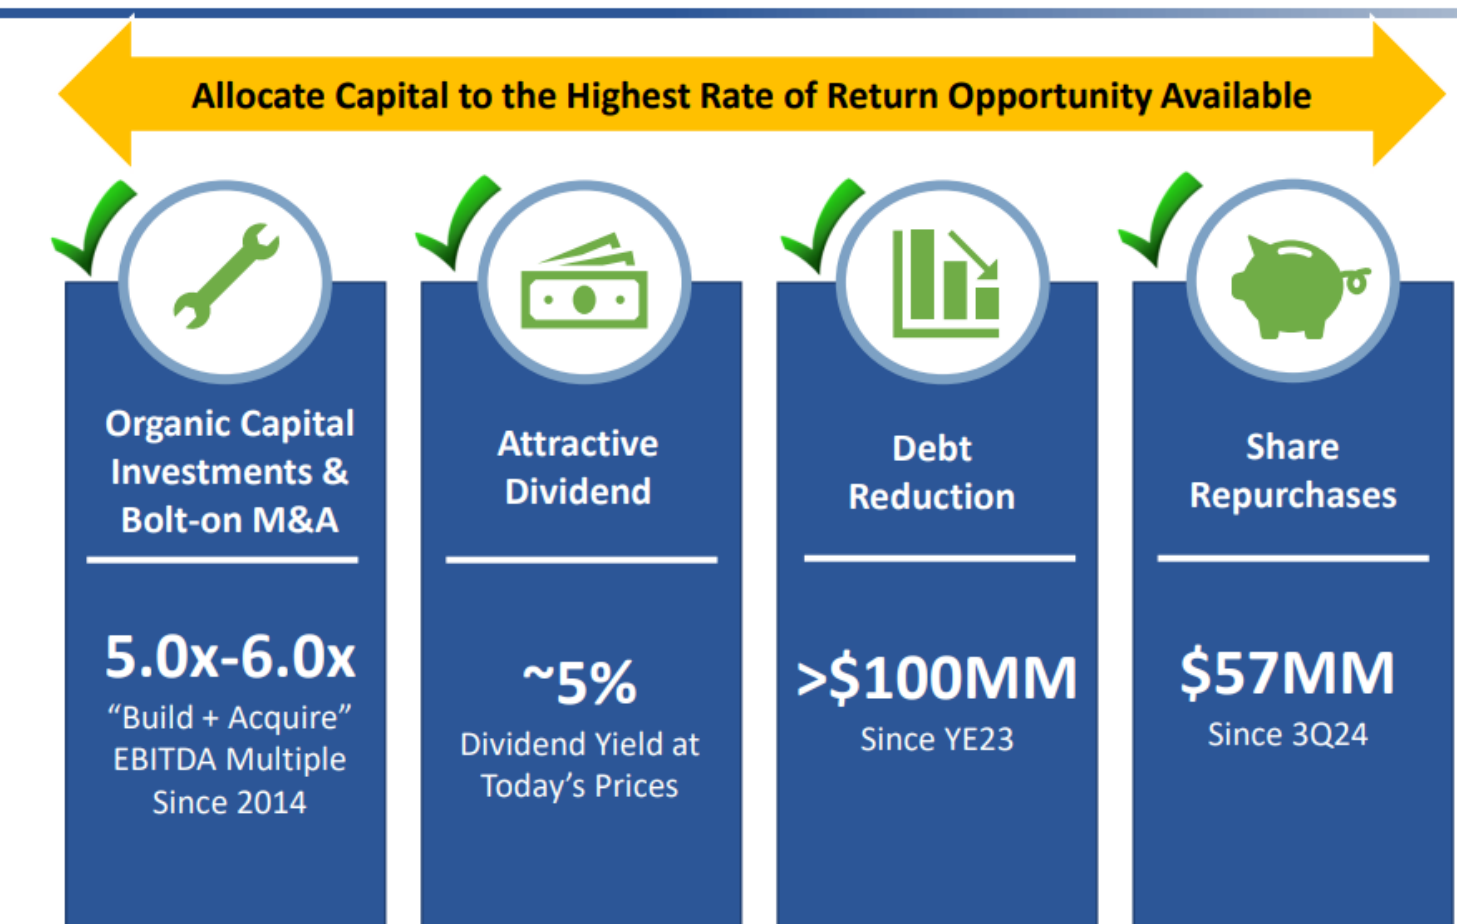 Allocate Capital to the Highest Rate of Return Opportunity Available
Organic Capital
Investments &
Bolt-on M&A
5.0x-6.0x
“Build + Acquire”
EBITDA Multiple
Since 2014
Attractive
Dividend
~5%
Dividend Yield at
Today’s Prices
Debt
Reduction
>$100MM
Since YE23
Share
Repurchases
$57MM
Since 3Q24